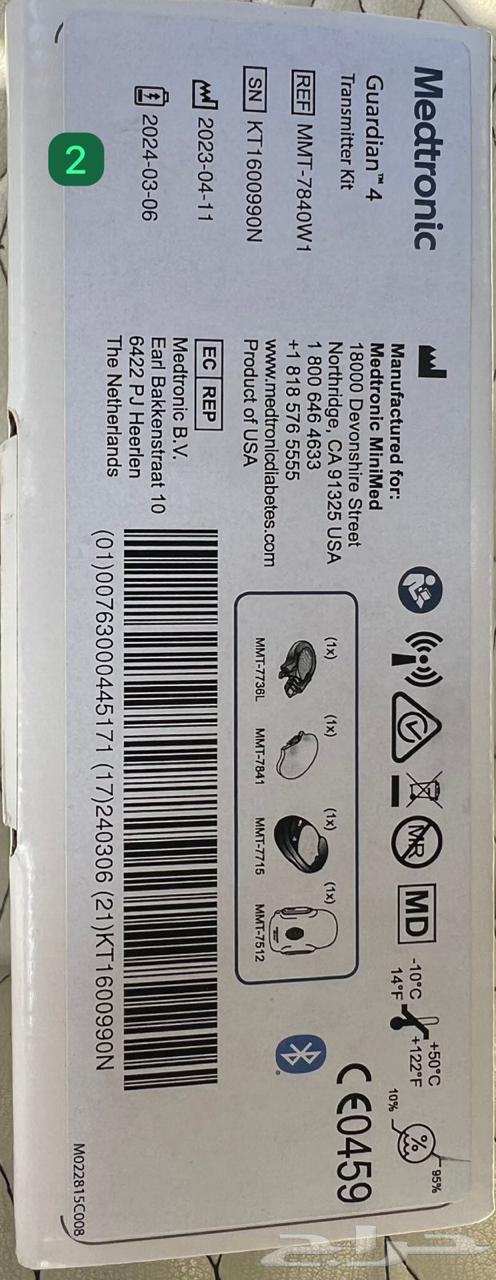 Medtronic
Guardian™ 4
Transmitter Kit
REF MMT-7840W1
SN KT1600990N
2023-04-11
2024-03-06
2
Manufactured for:
Medtronic MiniMed
18000 Devonshire Street
Northridge, CA 91325 USA
1 800 646 4633
+1 818 576 5555
www.medtronicdiabetes.com
Product of USA
EC REP
Medtronic B.V.
Earl Bakkenstraat 10
6422 PJ Heerlen
The Netherlands
MR
MD
-10°C
14°F
+50°C
+122°F
10%
%
95%
(1x)
MMT-7736L
(1x)
MMT-7841
(1x)
MMT-7715
(1x)
MMT-7512
CE0459
(01)00763000445171 (17)240306 (21)KT1600990N
M022815C008
حراج